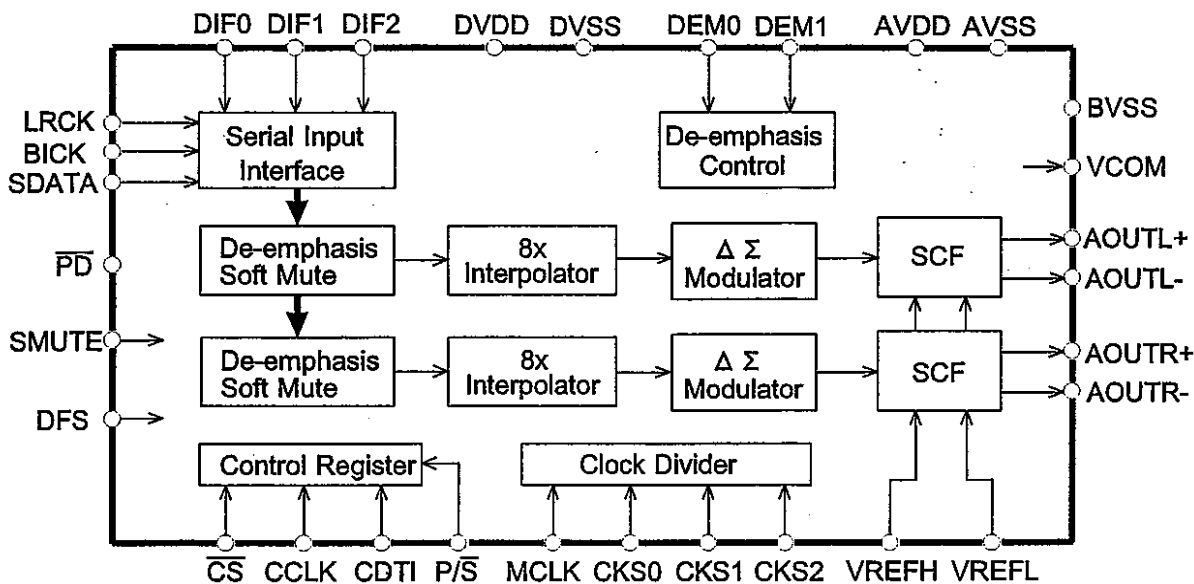 DIF0 DIF1 DIF2 DVDD DVSS DEM0 DEM1 AVDD AVSS
LRCK
BICK
SDATA
Serial Input
Interface
De-emphasis
Control
BVSS
VCOM
PD
De-emphasis
Soft Mute
8x
Interpolator
Δ Σ
Modulator
SCF
AOUTL+
AOUTL-
SMUTE
De-emphasis
Soft Mute
8x
Interpolator
Δ Σ
Modulator
SCF
AOUTR+
AOUTR-
DFS
Control Register
Clock Divider
CS CCLK CDTI P/S MCLK CKS0 CKS1 CKS2 VREFH VREFL